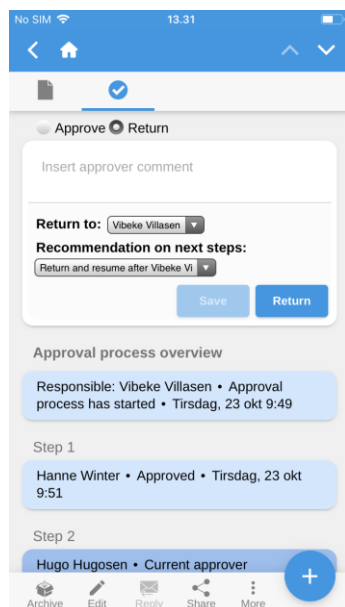 No SIM 13.31
Approve Return
Insert approver comment
Return to: Vibeke Villasen
Recommendation on next steps:
Return and resume after Vibeke Vi
Save Return
Approval process overview
Responsible: Vibeke Villasen • Approval
process has started • Tirsdag, 23 okt 9:49
Step 1
Hanne Winter • Approved • Tirsdag, 23 okt
9:51
Step 2
Hugo Hugosen • Current approver
Archive Edit Reply Share More